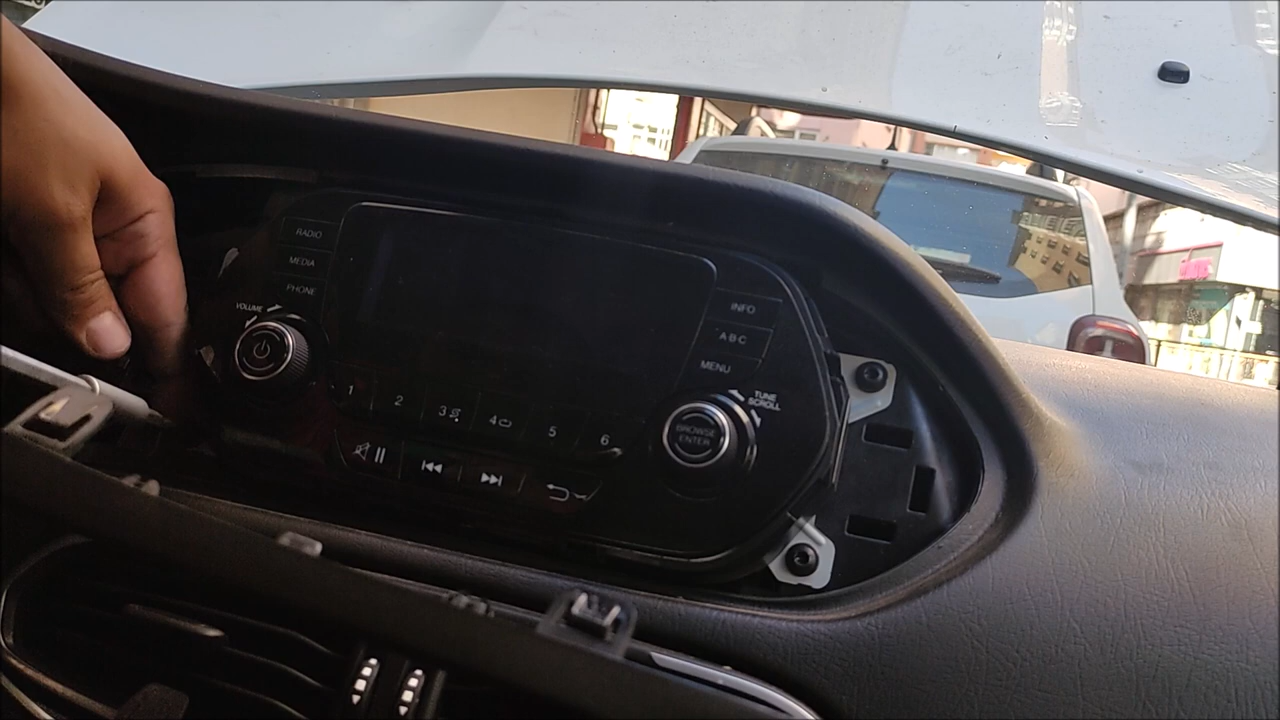 RADIO
MEDIA
PHONE
VOLUME
INFO
ABC
MENU
TUNE
SCROLL
BROWSE
ENTER
1
2
3
4
5
6